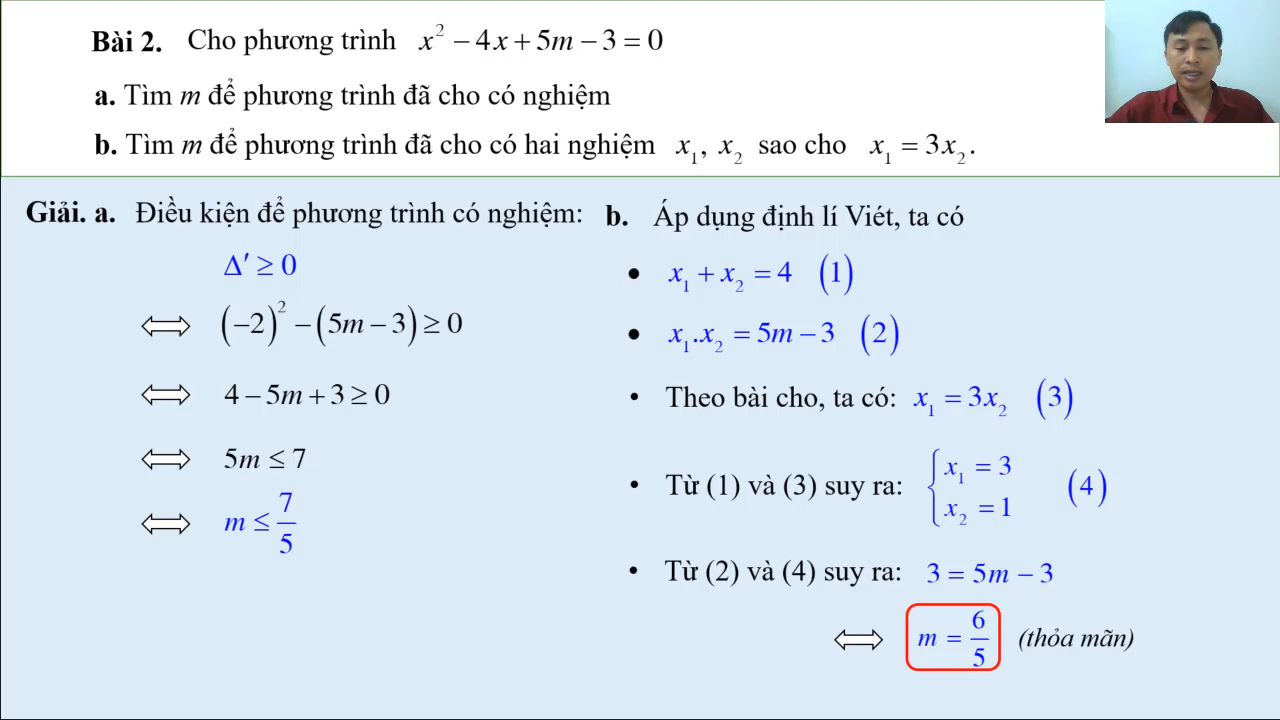 Bài 2. Cho phương trình x² − 4x + 5m − 3 = 0
a. Tìm m để phương trình đã cho có nghiệm
b. Tìm m để phương trình đã cho có hai nghiệm x₁, x₂ sao cho x₁ = 3x₂.
Giải. a. Điều kiện để phương trình có nghiệm:
Δ′ ≥ 0
⟺ (−2)² − (5m − 3) ≥ 0
⟺ 4 − 5m + 3 ≥ 0
⟺ 5m ≤ 7
⟺ m ≤ 7/5
b. Áp dụng định lí Viét, ta có
• x₁ + x₂ = 4 (1)
• x₁.x₂ = 5m − 3 (2)
• Theo bài cho, ta có: x₁ = 3x₂ (3)
• Từ (1) và (3) suy ra: { x₁ = 3
x₂ = 1 (4)
• Từ (2) và (4) suy ra: 3 = 5m − 3
⟺ m = 6/5 (thỏa mãn)